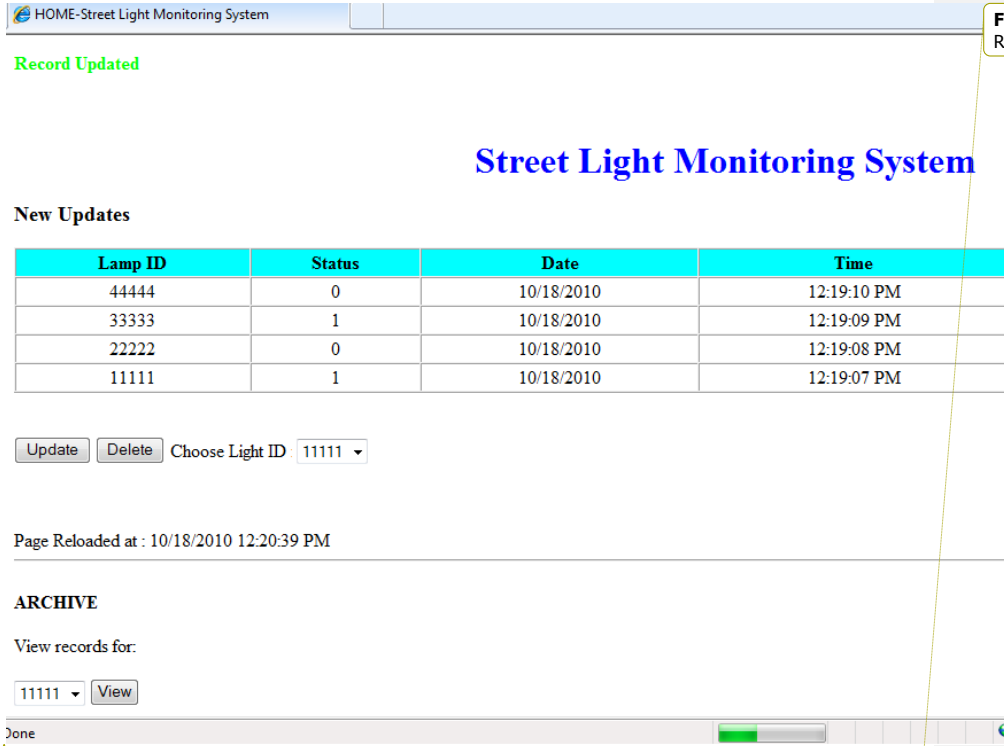 HOME-Street Light Monitoring System
F
R
Record Updated
Street Light Monitoring System
New Updates
Lamp ID Status Date Time
44444 0 10/18/2010 12:19:10 PM
33333 1 10/18/2010 12:19:09 PM
22222 0 10/18/2010 12:19:08 PM
11111 1 10/18/2010 12:19:07 PM
Update Delete Choose Light ID : 11111
Page Reloaded at : 10/18/2010 12:20:39 PM
ARCHIVE
View records for:
11111 View
Done